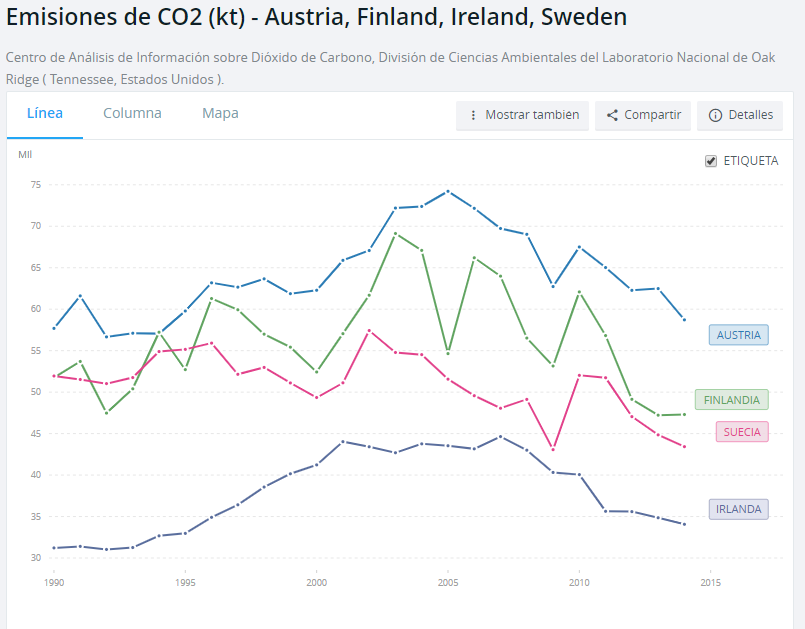 Emisiones de CO2 (kt) - Austria, Finland, Ireland, Sweden
Centro de Análisis de Información sobre Dióxido de Carbono, División de Ciencias Ambientales del Laboratorio Nacional de Oak
Ridge ( Tennessee, Estados Unidos ).
Línea Columna Mapa Mostrar también Compartir Detalles
Mil
ETIQUETA
75
70
65
60
55
50
45
40
35
30
AUSTRIA
FINLANDIA
SUECIA
IRLANDA
1990 1995 2000 2005 2010 2015